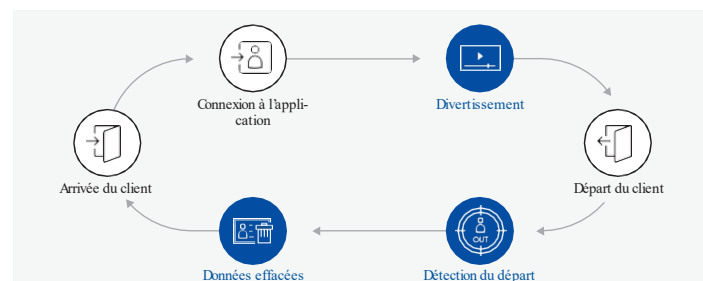 Connexion à l'appli-
cation
Divertissement
Arrivée du client
Départ du client
OUT
Données effacées
Détection du départ